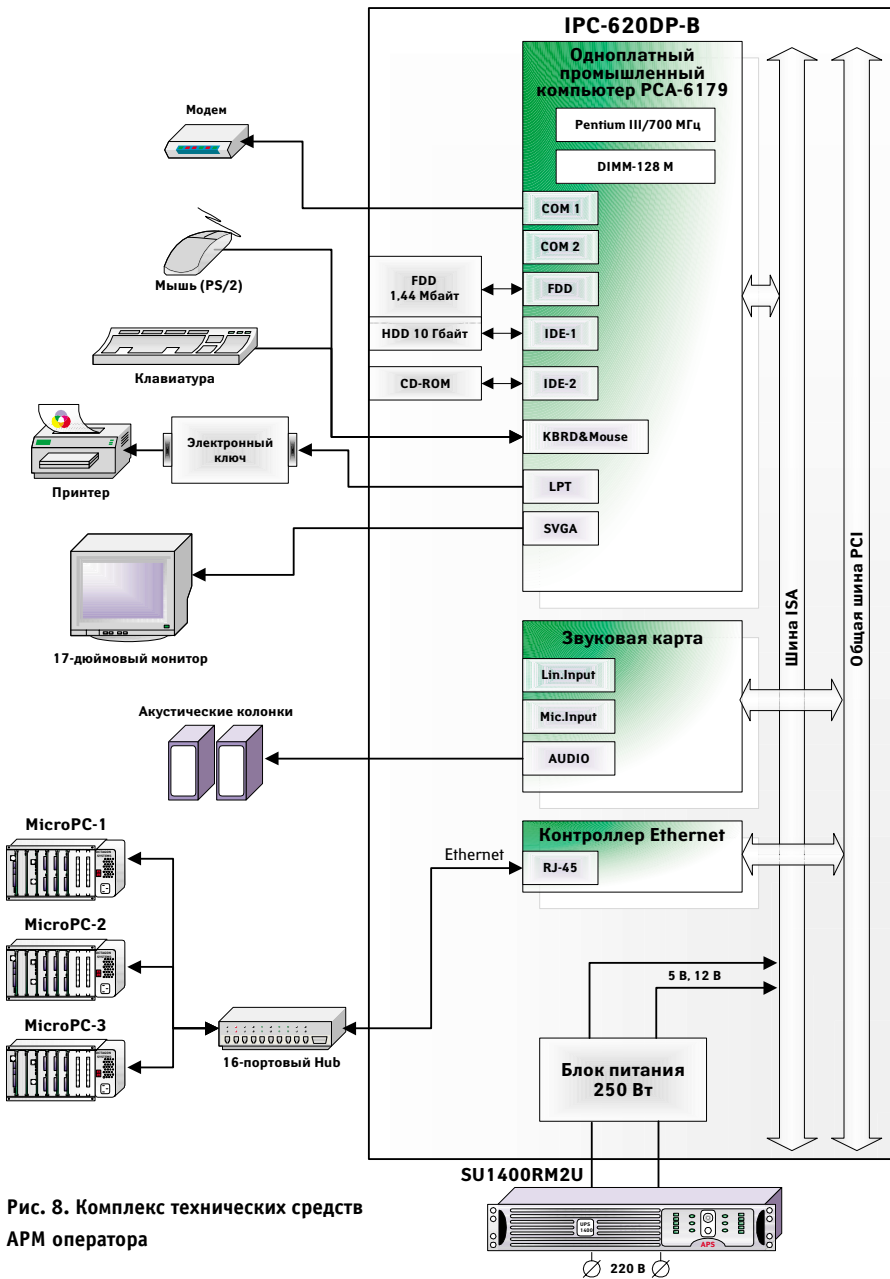 IPC-620DP-B
Одноплатный
промышленный
компьютер PCA-6179
Pentium III/700 МГц
DIMM-128 М
COM 1
COM 2
FDD
IDE-1
IDE-2
KBRD&Mouse
LPT
SVGA
Модем
Мышь (PS/2)
FDD
1,44 Мбайт
HDD 10 Гбайт
CD-ROM
Клавиатура
Электронный
ключ
Принтер
17-дюймовый монитор
Шина ISA
Общая шина PCI
Звуковая карта
Lin.Input
Mic.Input
AUDIO
Акустические колонки
Контроллер Ethernet
RJ-45
Ethernet
MicroPC-1
MicroPC-2
MicroPC-3
16-портовый Hub
5 В, 12 В
Блок питания
250 Вт
SU1400RM2U
UPS
1400
APS
220 В
Рис. 8. Комплекс технических средств
АРМ оператора